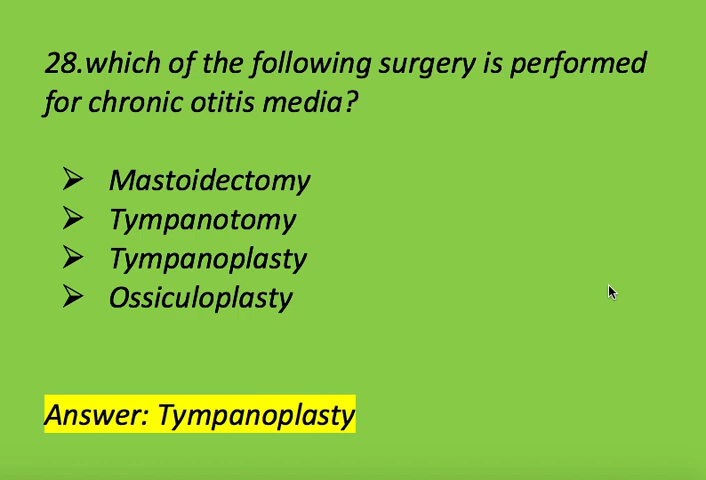 28.which of the following surgery is performed
for chronic otitis media?
➢ Mastoidectomy
➢ Tympanotomy
➢ Tympanoplasty
➢ Ossiculoplasty
Answer: Tympanoplasty